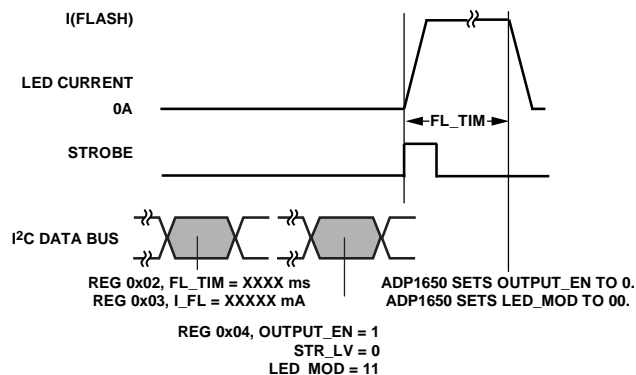 I(FLASH)
LED CURRENT
0A
FL_TIM
STROBE
I2C DATA BUS
REG 0x02, FL_TIM = XXXX ms
REG 0x03, I_FL = XXXXX mA
ADP1650 SETS OUTPUT_EN TO 0.
ADP1650 SETS LED_MOD TO 00.
REG 0x04, OUTPUT_EN = 1
STR_LV = 0
LED_MOD = 11